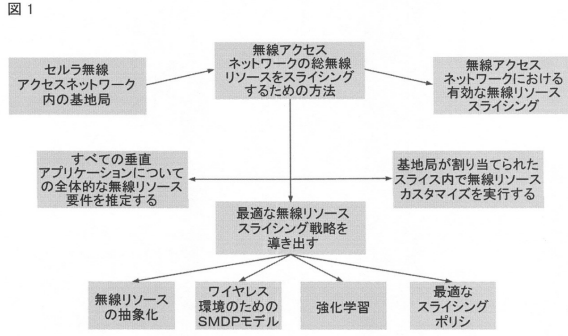 図 1
セルラ無線
アクセスネットワーク
内の基地局
無線アクセス
ネットワークの総無線
リソースをスライシング
するための方法
無線アクセス
ネットワークにおける
有効な無線リソース
スライシング
すべての垂直
アプリケーションについて
の全体的な無線リソース
要件を推定する
基地局が割り当てられた
スライス内で無線リソース
カスタマイズを実行する
最適な無線リソース
スライシング戦略を
導き出す
無線リソース
の抽象化
ワイヤレス
環境のための
SMDPモデル
強化学習
最適な
スライシング
ポリシ